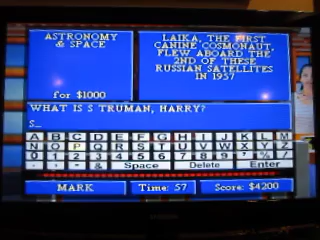 ASTRONOMY
& SPACE
for $1000
LAIKA, THE FIRST
CANINE COSMONAUT,
FLEW ABOARD THE
2ND OF THESE
RUSSIAN SATELLITES
IN 1957
WHAT IS S TRUMAN, HARRY?
S_
A B C D E F G H I J K L M
N O P Q R S T U V W X Y Z
0 1 2 3 4 5 6 7 8 9
& Space Delete Enter
MARK Time: 57 Score: $4200